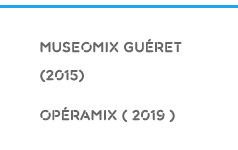 MUSEOMIX GUÉRET
(2015)
OPÉRAMIX ( 2019 )